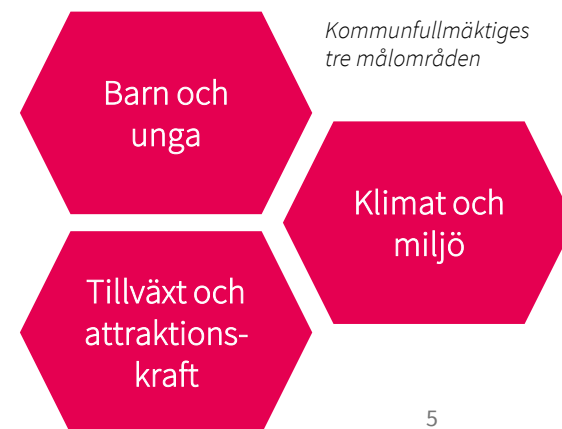 Kommunfullmäktiges
tre målområden
Barn och
unga
Klimat och
miljö
Tillväxt och
attraktions-
kraft
5